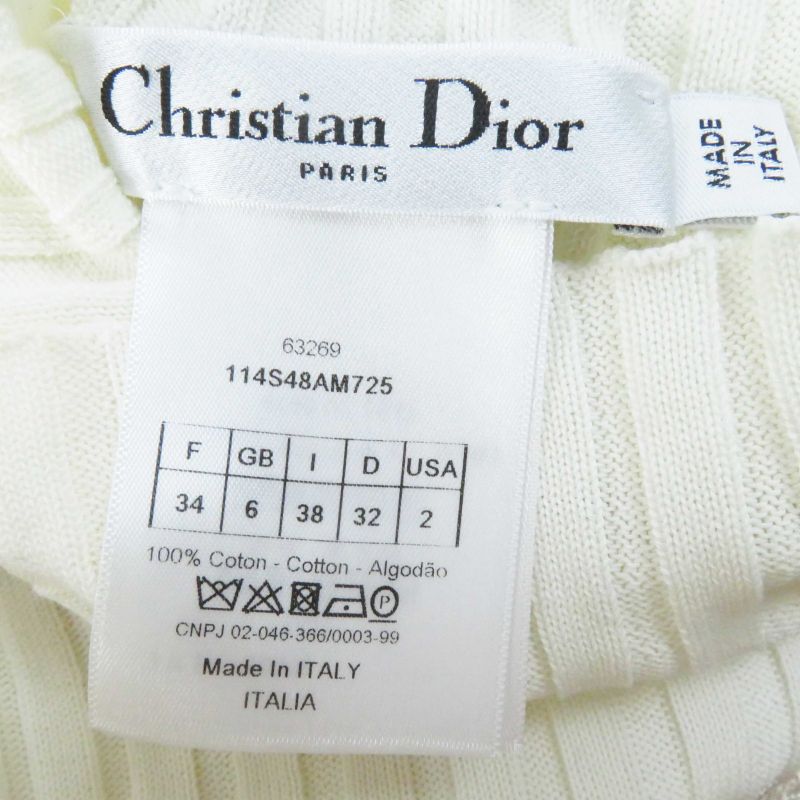 Christian Dior
PARIS
MADE
IN
ITALY
63269
114S48AM725
F GB I D USA
34 6 38 32 2
100% Coton - Cotton - Algodão
P
CNPJ 02-046-366/0003-99
Made In ITALY
ITALIA